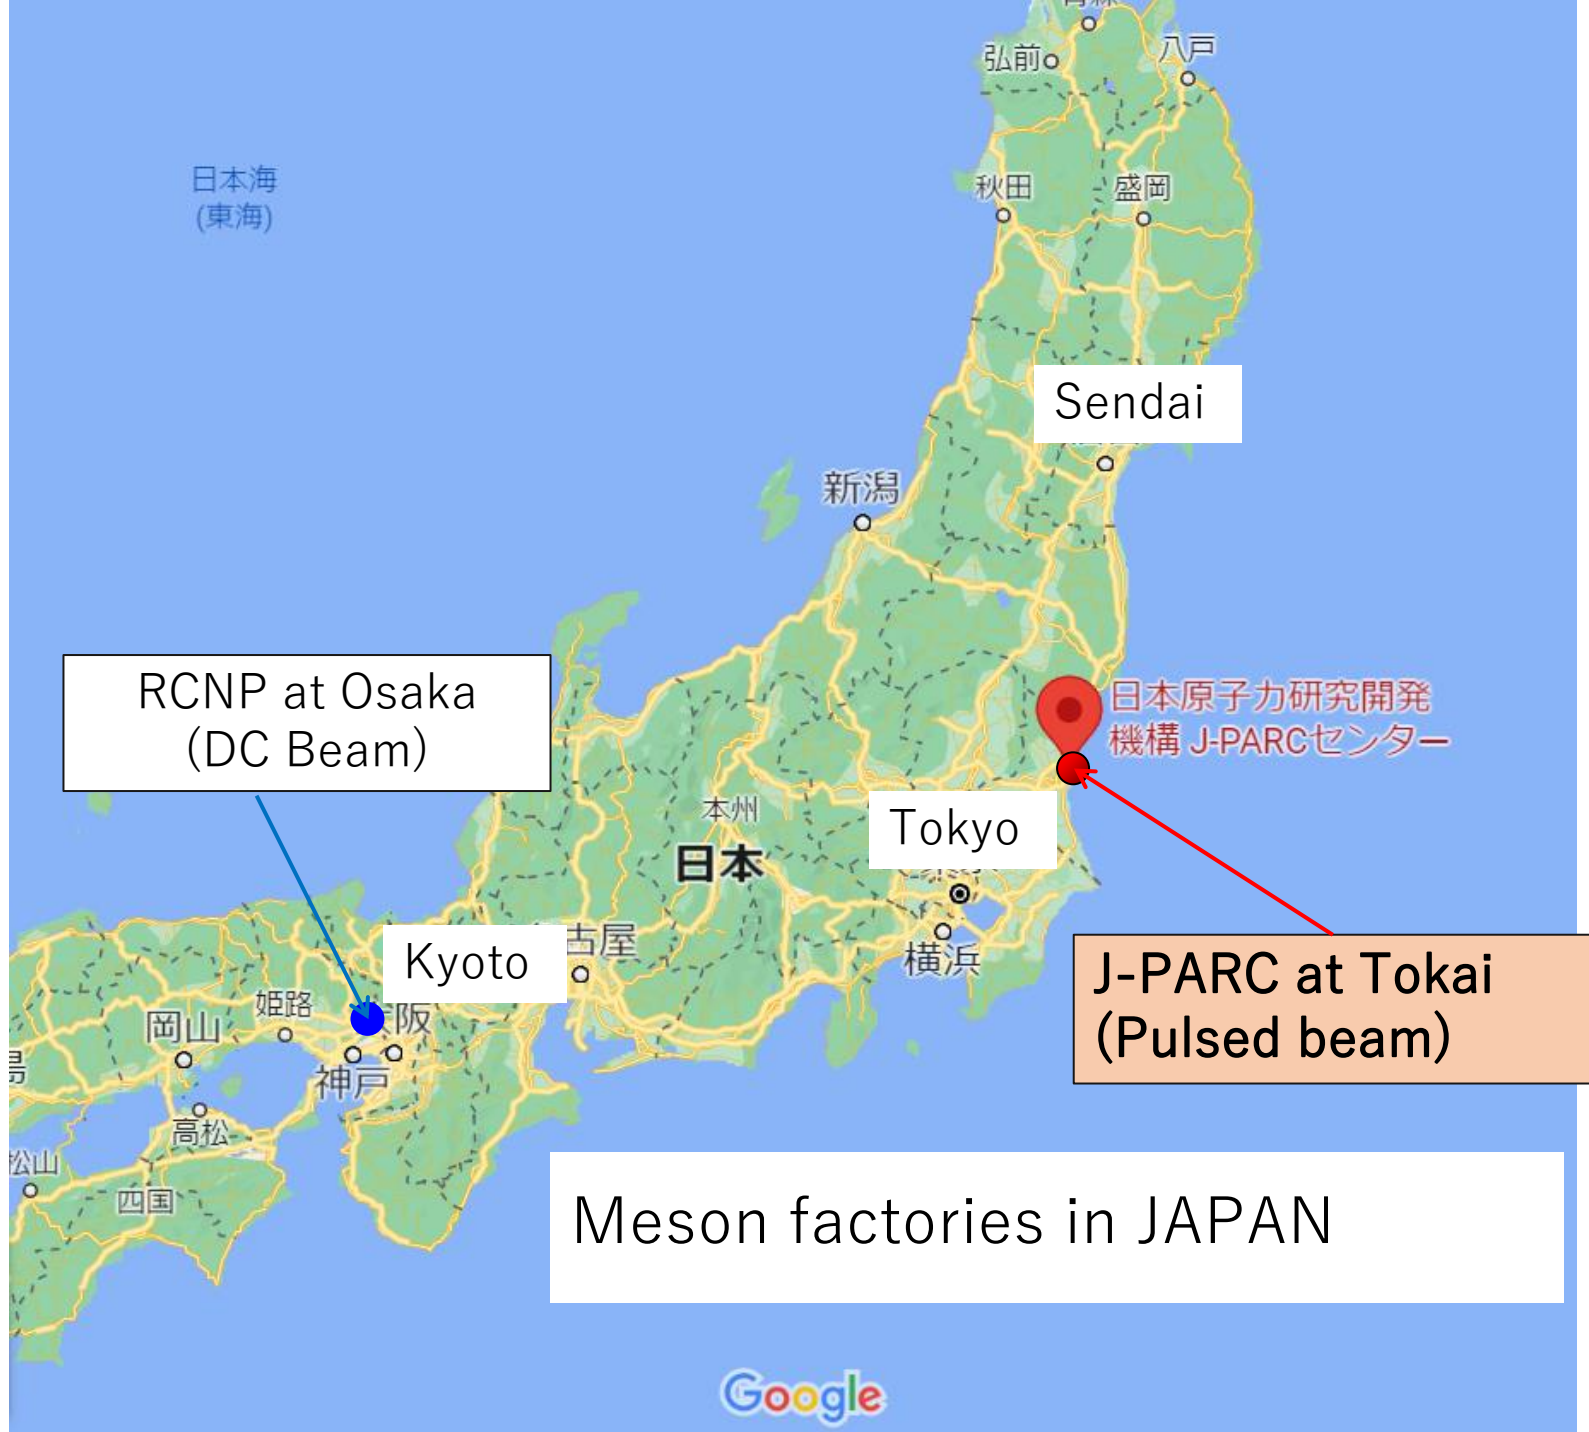 弘前
八戸
日本海
(東海)
秋田
盛岡
Sendai
新潟
RCNP at Osaka
(DC Beam)
日本原子力研究開発
機構 J-PARCセンター
本州
Tokyo
日本
Kyoto
古屋
横浜
J-PARC at Tokai
(Pulsed beam)
姫路
阪
岡山
神戸
高松
松山
四国
Meson factories in JAPAN
Google